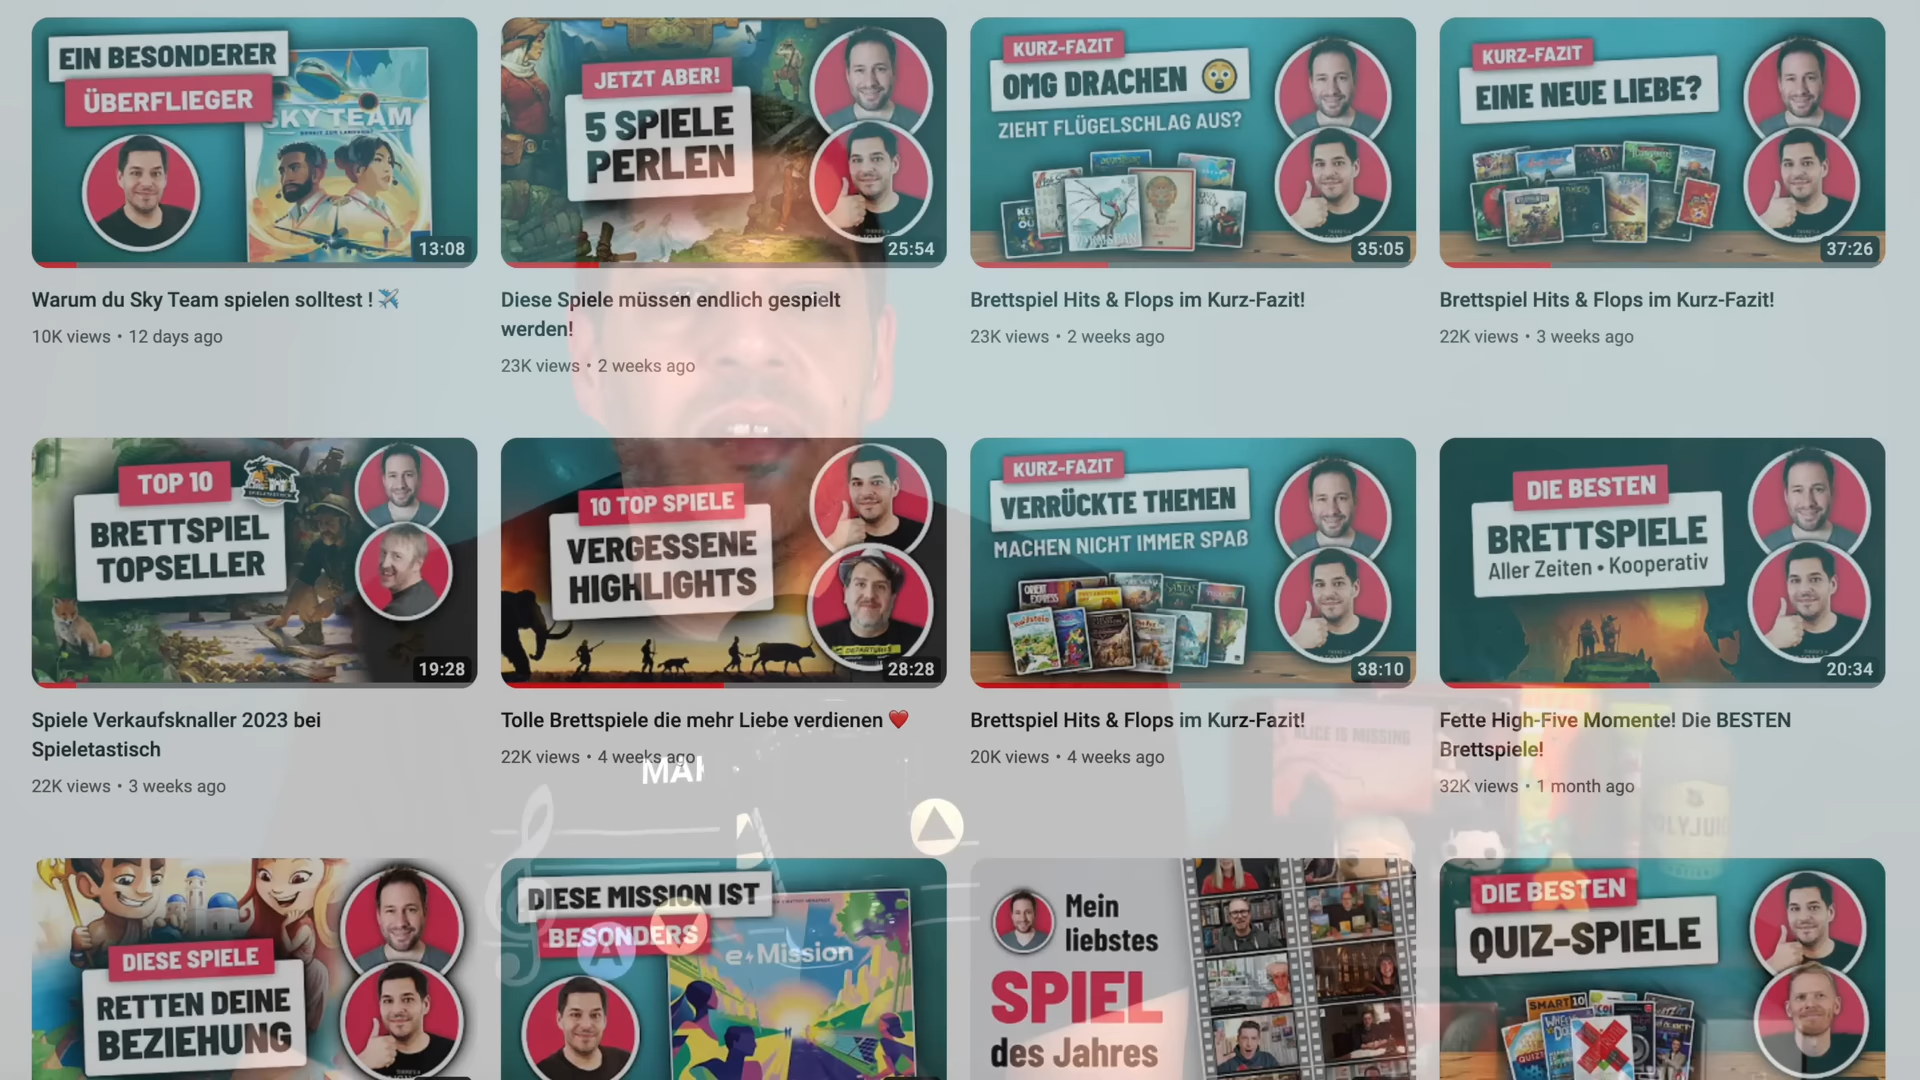 EIN BESONDERER
ÜBERFLIEGER
SKY TEAM
13:08
Warum du Sky Team spielen solltest ! ✈️
10K views • 12 days ago
JETZT ABER!
5 SPIELE
PERLEN
25:54
Diese Spiele müssen endlich gespielt
werden!
23K views • 2 weeks ago
KURZ-FAZIT
OMG DRACHEN 😲
ZIEHT FLÜGELSCHLAG AUS?
35:05
Brettspiel Hits & Flops im Kurz-Fazit!
23K views • 2 weeks ago
KURZ-FAZIT
EINE NEUE LIEBE?
37:26
Brettspiel Hits & Flops im Kurz-Fazit!
22K views • 3 weeks ago
TOP 10
BRETTSPIEL
TOPSELLER
19:28
Spiele Verkaufsknaller 2023 bei
Spieletastisch
22K views • 3 weeks ago
10 TOP SPIELE
VERGESSENE
HIGHLIGHTS
28:28
Tolle Brettspiele die mehr Liebe verdienen ❤️
22K views • 4 weeks ago
KURZ-FAZIT
VERRÜCKTE THEMEN
MACHEN NICHT IMMER SPAß
38:10
Brettspiel Hits & Flops im Kurz-Fazit!
20K views • 4 weeks ago
DIE BESTEN
BRETTSPIELE
Aller Zeiten • Kooperativ
20:34
Fette High-Five Momente! Die BESTEN
Brettspiele!
32K views • 1 month ago
ALICE IS MISSING
MAI
DIESE SPIELE
RETTEN DEINE
BEZIEHUNG
DIESE MISSION IST
BESONDERS
A
e-Mission
Mein
liebstes
SPIEL
des Jahres
DIE BESTEN
QUIZ-SPIELE
SMART10